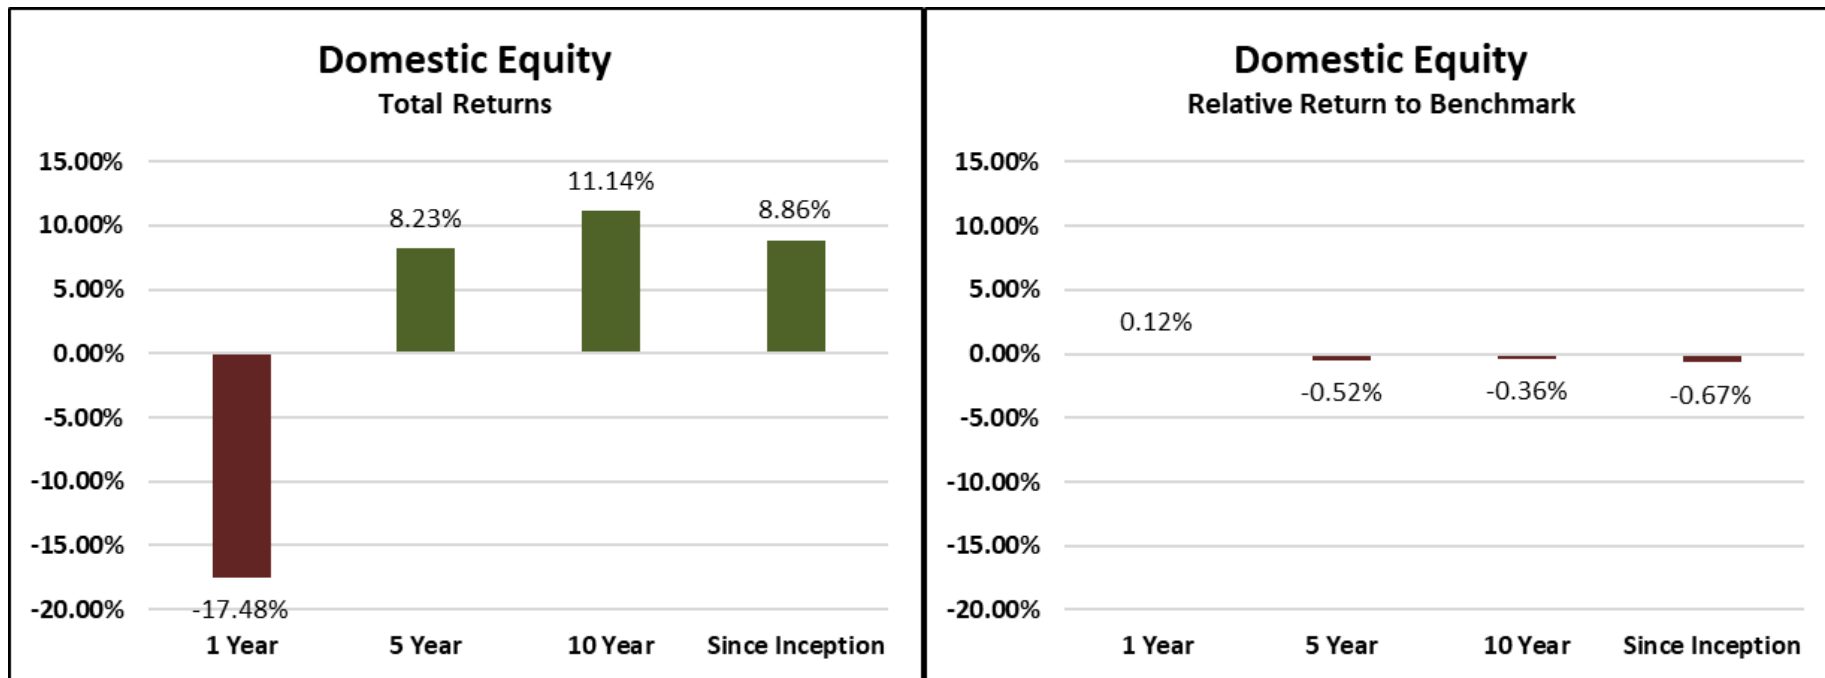 Domestic Equity
Total Returns
15.00%
10.00%
5.00%
0.00%
-5.00%
-10.00%
-15.00%
-20.00%
-17.48%
8.23%
11.14%
8.86%
1 Year
5 Year
10 Year
Since Inception
Domestic Equity
Relative Return to Benchmark
15.00%
10.00%
5.00%
0.00%
-5.00%
-10.00%
-15.00%
-20.00%
0.12%
-0.52%
-0.36%
-0.67%
1 Year
5 Year
10 Year
Since Inception